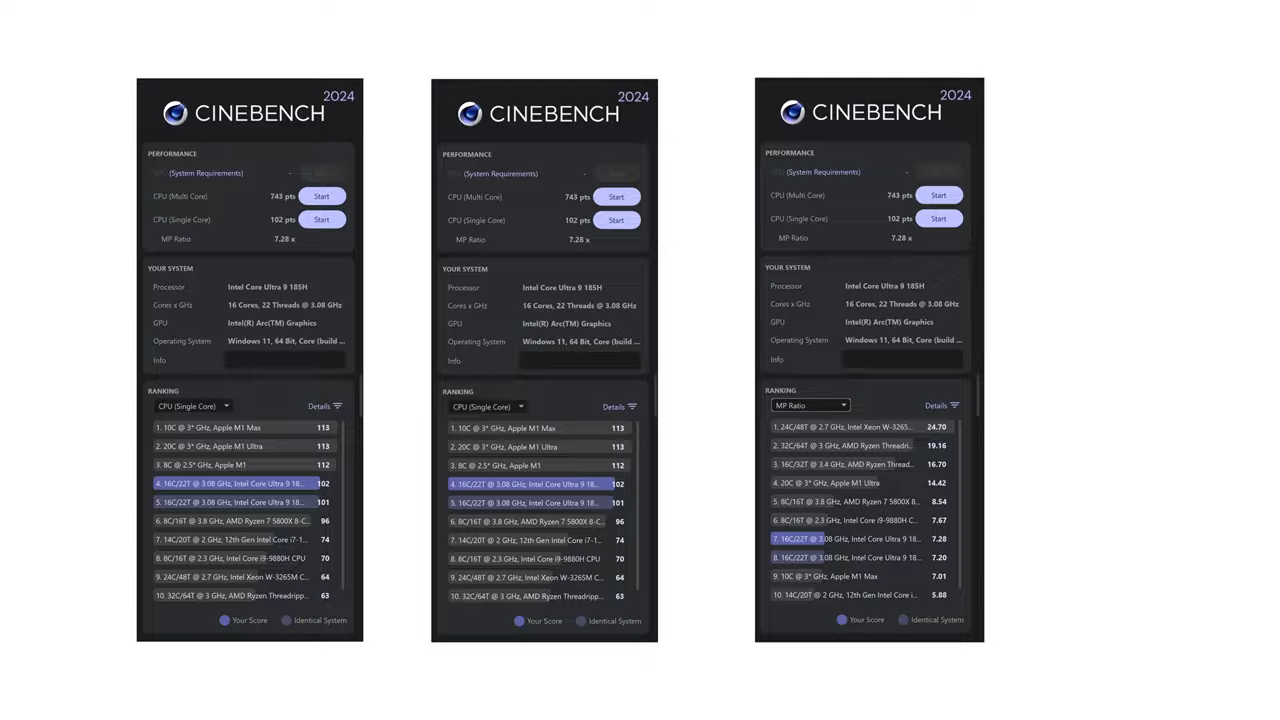 2024
CINEBENCH
PERFORMANCE
(System Requirements) -
CPU (Multi Core) 743 pts Start
CPU (Single Core) 102 pts Start
MP Ratio 7.28 x
YOUR SYSTEM
Processor Intel Core Ultra 9 185H
Cores x GHz 16 Cores, 22 Threads @ 3.08 GHz
GPU Intel(R) Arc(TM) Graphics
Operating System Windows 11, 64 Bit, Core (build ...
Info
RANKING
CPU (Single Core) Details
1. 10C @ 3* GHz, Apple M1 Max 113
2. 20C @ 3* GHz, Apple M1 Ultra 113
3. 8C @ 2.5* GHz, Apple M1 112
4. 16C/22T @ 3.08 GHz, Intel Core Ultra 9 18... 102
5. 16C/22T @ 3.08 GHz, Intel Core Ultra 9 18... 101
6. 8C/16T @ 3.8 GHz, AMD Ryzen 7 5800X 8-C... 96
7. 14C/20T @ 2 GHz, 12th Gen Intel Core i7-1... 74
8. 8C/16T @ 2.3 GHz, Intel Core i9-9880H CPU 70
9. 24C/48T @ 2.7 GHz, Intel Xeon W-3265M C... 64
10. 32C/64T @ 3 GHz, AMD Ryzen Threadripp... 63
Your Score Identical System
2024
CINEBENCH
PERFORMANCE
(System Requirements) -
CPU (Multi Core) 743 pts Start
CPU (Single Core) 102 pts Start
MP Ratio 7.28 x
YOUR SYSTEM
Processor Intel Core Ultra 9 185H
Cores x GHz 16 Cores, 22 Threads @ 3.08 GHz
GPU Intel(R) Arc(TM) Graphics
Operating System Windows 11, 64 Bit, Core (build ...
Info
RANKING
CPU (Single Core) Details
1. 10C @ 3* GHz, Apple M1 Max 113
2. 20C @ 3* GHz, Apple M1 Ultra 113
3. 8C @ 2.5* GHz, Apple M1 112
4. 16C/22T @ 3.08 GHz, Intel Core Ultra 9 18... 102
5. 16C/22T @ 3.08 GHz, Intel Core Ultra 9 18... 101
6. 8C/16T @ 3.8 GHz, AMD Ryzen 7 5800X 8-C... 96
7. 14C/20T @ 2 GHz, 12th Gen Intel Core i7-1... 74
8. 8C/16T @ 2.3 GHz, Intel Core i9-9880H CPU 70
9. 24C/48T @ 2.7 GHz, Intel Xeon W-3265M C... 64
10. 32C/64T @ 3 GHz, AMD Ryzen Threadripp... 63
Your Score Identical System
2024
CINEBENCH
PERFORMANCE
(System Requirements) -
CPU (Multi Core) 743 pts Start
CPU (Single Core) 102 pts Start
MP Ratio 7.28 x
YOUR SYSTEM
Processor Intel Core Ultra 9 185H
Cores x GHz 16 Cores, 22 Threads @ 3.08 GHz
GPU Intel(R) Arc(TM) Graphics
Operating System Windows 11, 64 Bit, Core (build ...
Info
RANKING
MP Ratio Details
1. 24C/48T @ 2.7 GHz, Intel Xeon W-3265... 24.70
2. 32C/64T @ 3 GHz, AMD Ryzen Threadri... 19.16
3. 16C/32T @ 3.4 GHz, AMD Ryzen Thread... 16.70
4. 20C @ 3* GHz, Apple M1 Ultra 14.42
5. 8C/16T @ 3.8 GHz, AMD Ryzen 7 5800X 8... 8.54
6. 8C/16T @ 2.3 GHz, Intel Core i9-9880H C... 7.67
7. 16C/22T @ 3.08 GHz, Intel Core Ultra 9 18... 7.28
8. 16C/22T @ 3.08 GHz, Intel Core Ultra 9 18... 7.20
9. 10C @ 3* GHz, Apple M1 Max 7.01
10. 14C/20T @ 2 GHz, 12th Gen Intel Core i... 5.88
Your Score Identical System